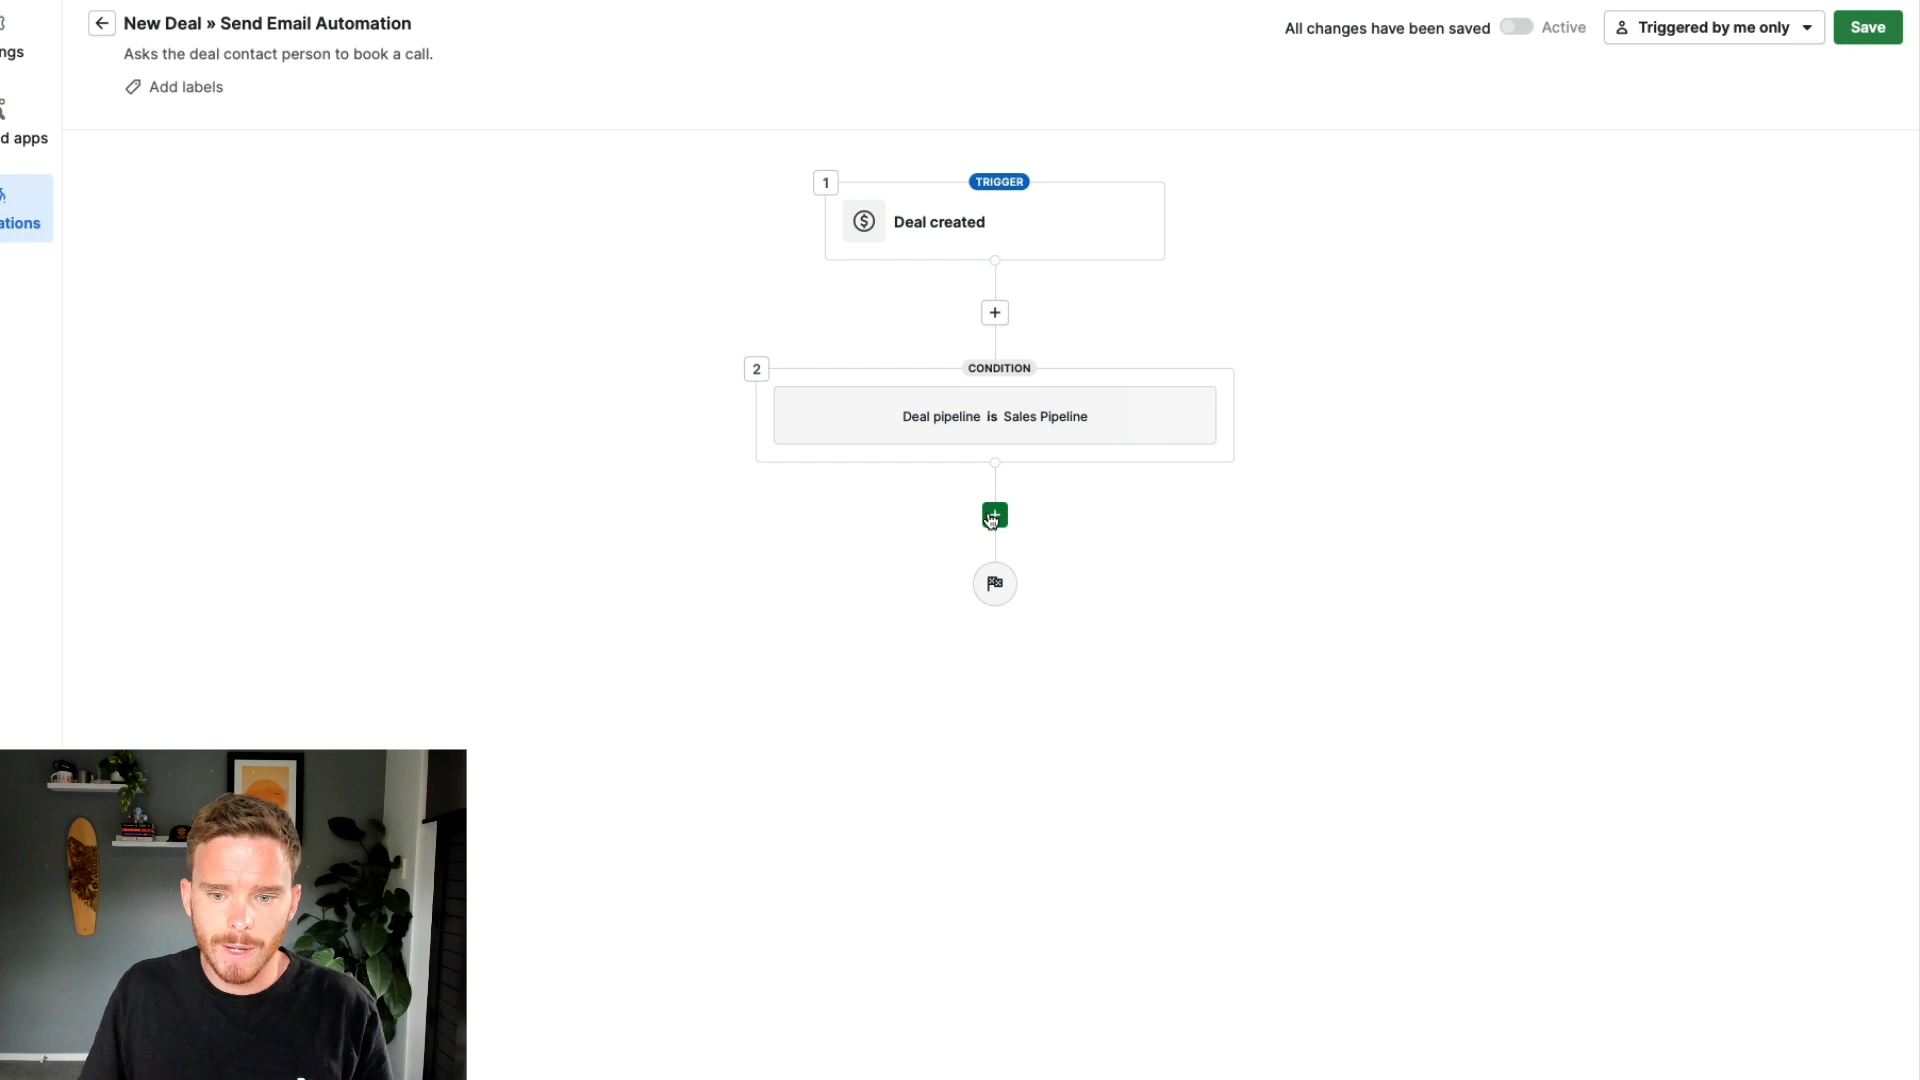 New Deal » Send Email Automation
Asks the deal contact person to book a call.
Add labels
All changes have been saved
Active
Triggered by me only
Save
ngs
d apps
ations
1
TRIGGER
Deal created
2
CONDITION
Deal pipeline is Sales Pipeline